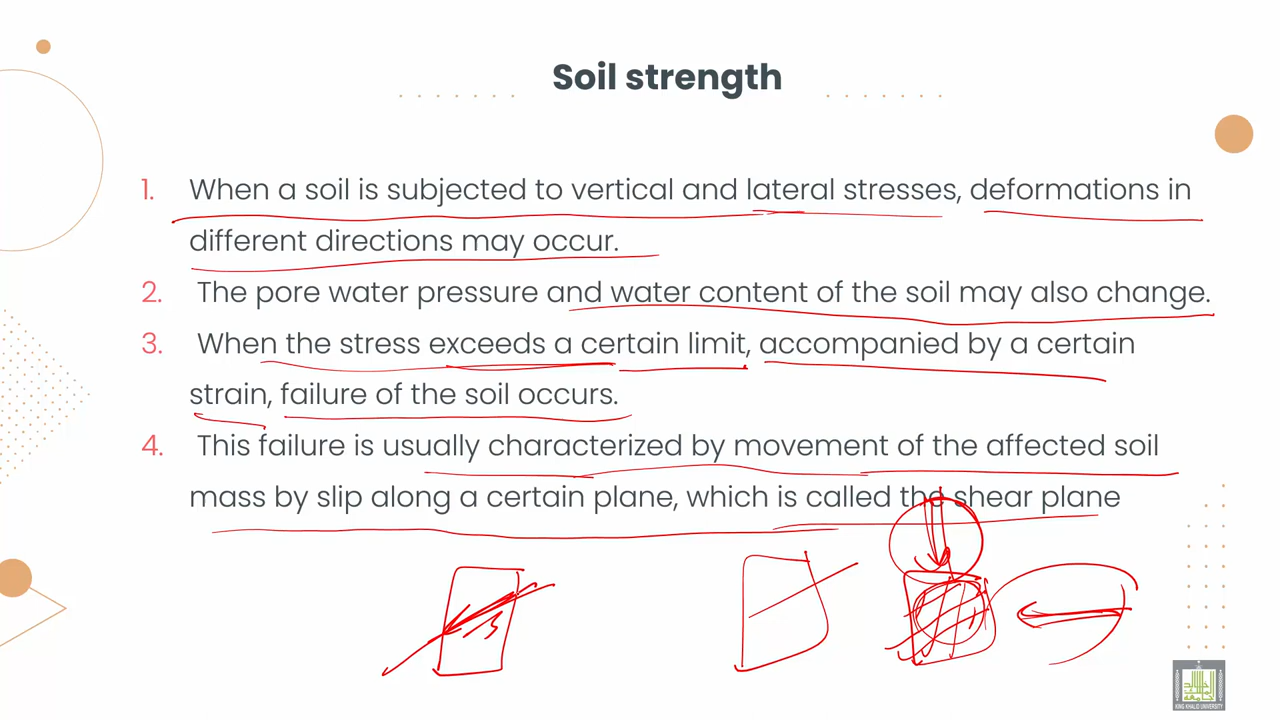 Soil strength
1. When a soil is subjected to vertical and lateral stresses, deformations in
different directions may occur.
2. The pore water pressure and water content of the soil may also change.
3. When the stress exceeds a certain limit, accompanied by a certain
strain, failure of the soil occurs.
4. This failure is usually characterized by movement of the affected soil
mass by slip along a certain plane, which is called the shear plane
KING KHALID UNIVERSITY